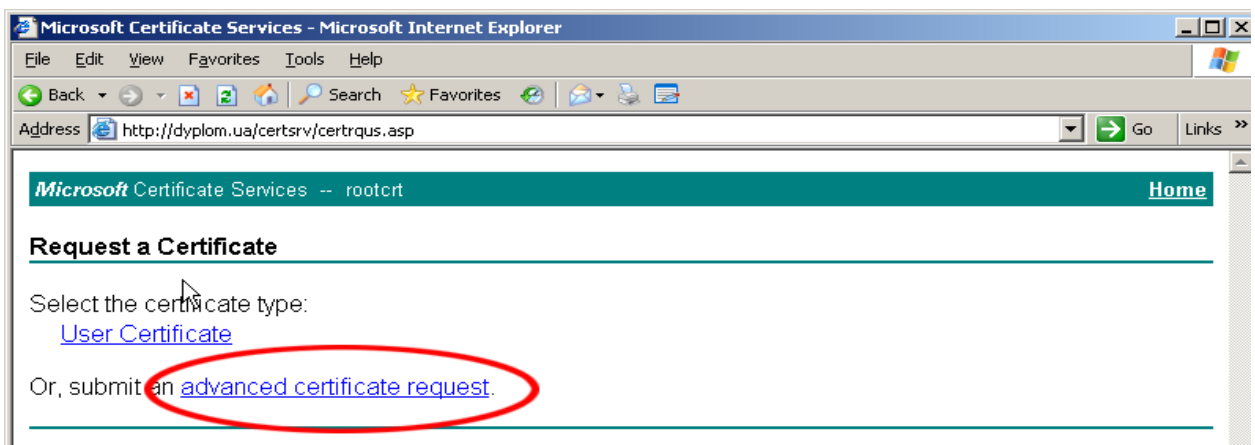 Microsoft Certificate Services - Microsoft Internet Explorer
File Edit View Favorites Tools Help
Back Search Favorites
Address http://dyplom.ua/certsrv/certrqus.asp Go Links »
Microsoft Certificate Services -- rootcrt Home
Request a Certificate
Select the certificate type:
User Certificate
Or, submit an advanced certificate request.